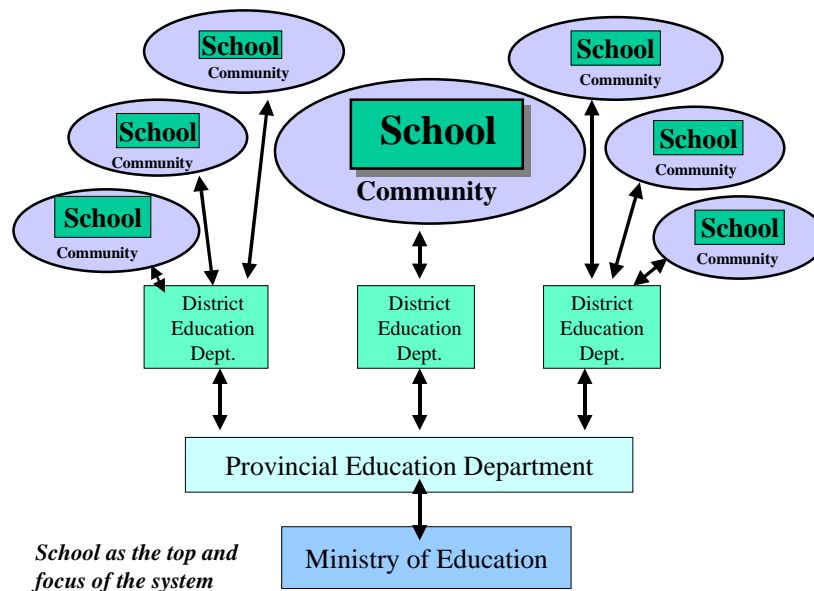 School
Community
School
Community
School
Community
School
Community
School
Community
School
Community
School
Community
District
Education
Dept.
District
Education
Dept.
District
Education
Dept.
Provincial Education Department
Ministry of Education
School as the top and
focus of the system